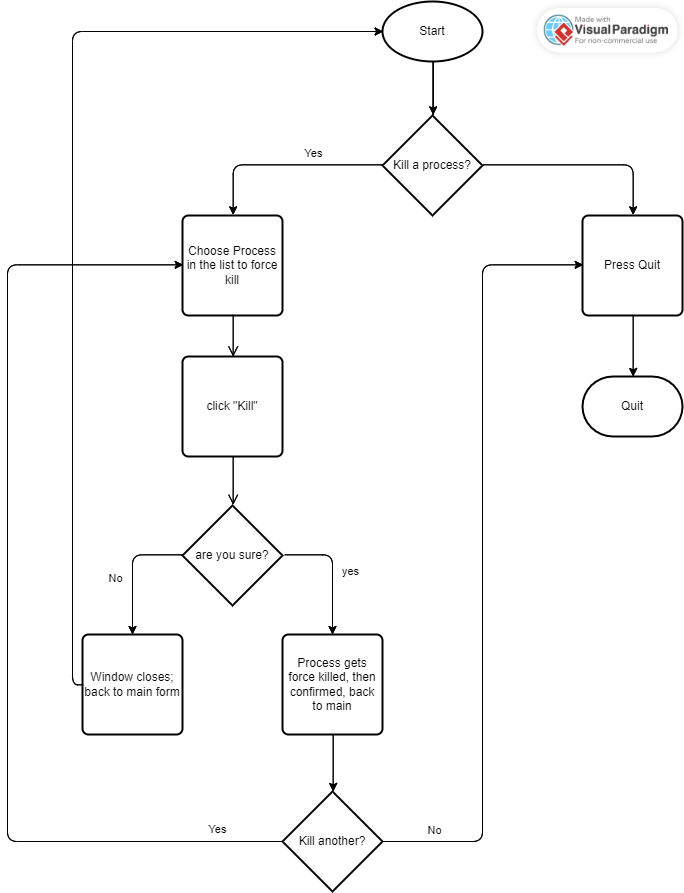 Start
Made with
VisualParadigm
For non-commercial use
Kill a process?
Yes
Choose Process
in the list to force
kill
Press Quit
click "Kill"
Quit
are you sure?
No
yes
Window closes;
back to main form
Process gets
force killed, then
confirmed, back
to main
Kill another?
Yes
No